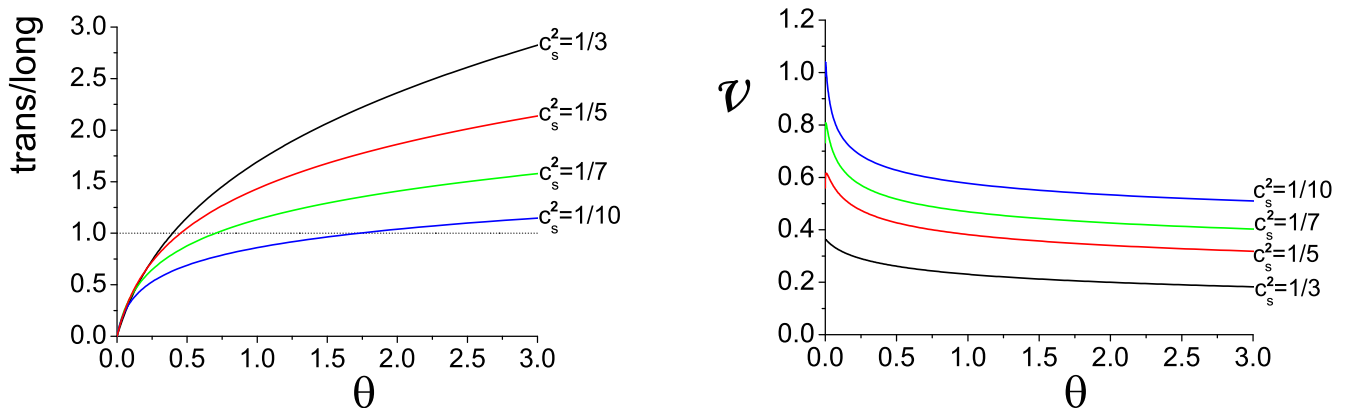 trans/long
3.0
2.5
2.0
1.5
1.0
0.5
0.0
c_s^2=1/3
c_s^2=1/5
c_s^2=1/7
c_s^2=1/10
0.0 0.5 1.0 1.5 2.0 2.5 3.0
θ
𝒱
1.2
1.0
0.8
0.6
0.4
0.2
0.0
c_s^2=1/10
c_s^2=1/7
c_s^2=1/5
c_s^2=1/3
0.0 0.5 1.0 1.5 2.0 2.5 3.0
θ